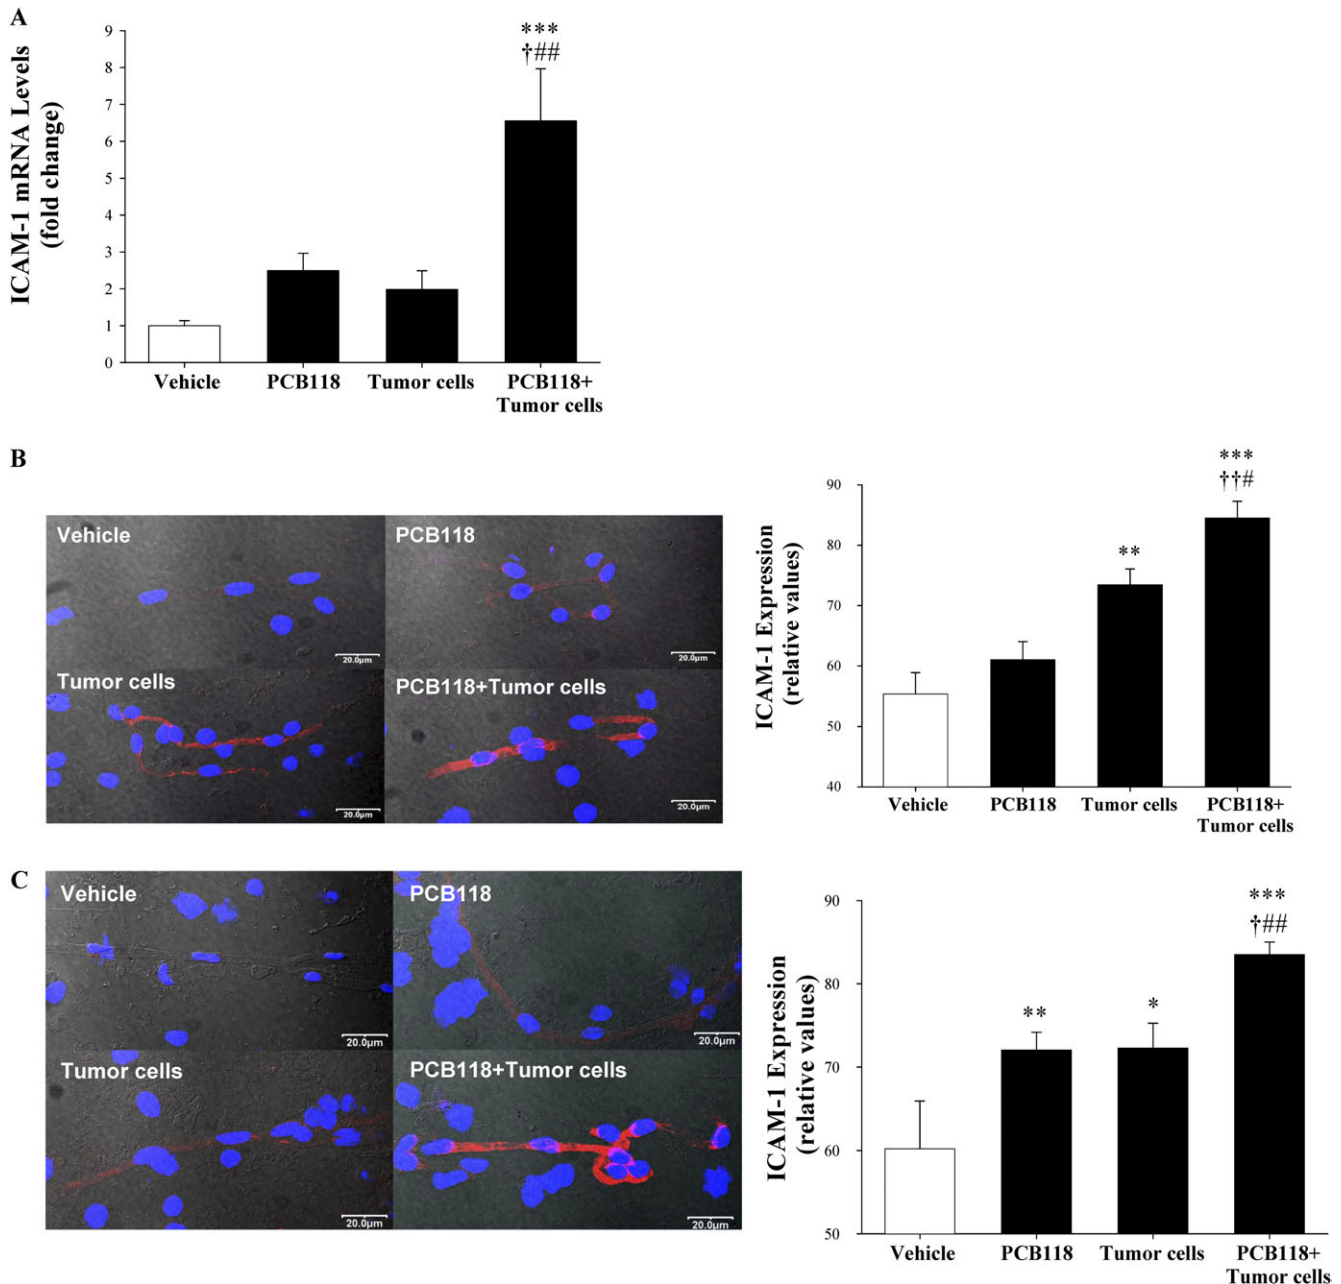 A
ICAM-1 mRNA Levels
(fold change)
9
8
7
6
5
4
3
2
1
0
***
†##
Vehicle
PCB118
Tumor cells
PCB118+
Tumor cells
B
Vehicle
20.0μm
PCB118
20.0μm
Tumor cells
20.0μm
PCB118+Tumor cells
20.0μm
ICAM-1 Expression
(relative values)
90
80
70
60
50
40
**
***
††#
Vehicle
PCB118
Tumor cells
PCB118+
Tumor cells
C
Vehicle
20.0μm
PCB118
20.0μm
Tumor cells
20.0μm
PCB118+Tumor cells
20.0μm
ICAM-1 Expression
(relative values)
90
80
70
60
50
**
*
***
†##
Vehicle
PCB118
Tumor cells
PCB118+
Tumor cells